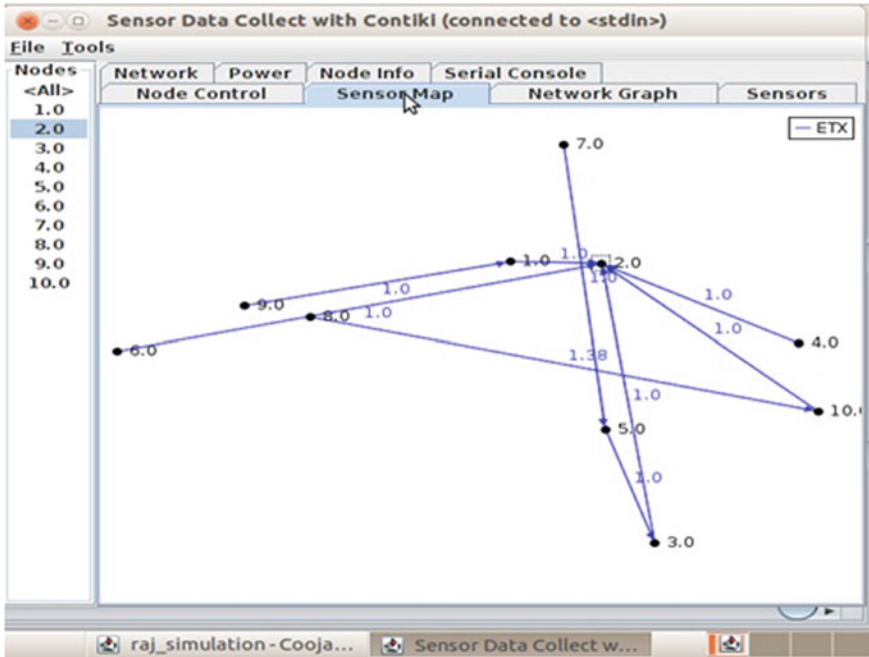 Sensor Data Collect with Contiki (connected to <stdin>)
File Tools
Nodes
<All>
1.0
2.0
3.0
4.0
5.0
6.0
7.0
8.0
9.0
10.0
Network Power Node Info Serial Console
Node Control Sensor Map Network Graph Sensors
ETX
7.0
1.0 1.0 2.0
1.0
9.0 1.0
1.0
8.0 1.0
1.0
4.0
6.0
1.38
1.0
10.
5.0
1.0
3.0
raj_simulation - Cooja... Sensor Data Collect w...